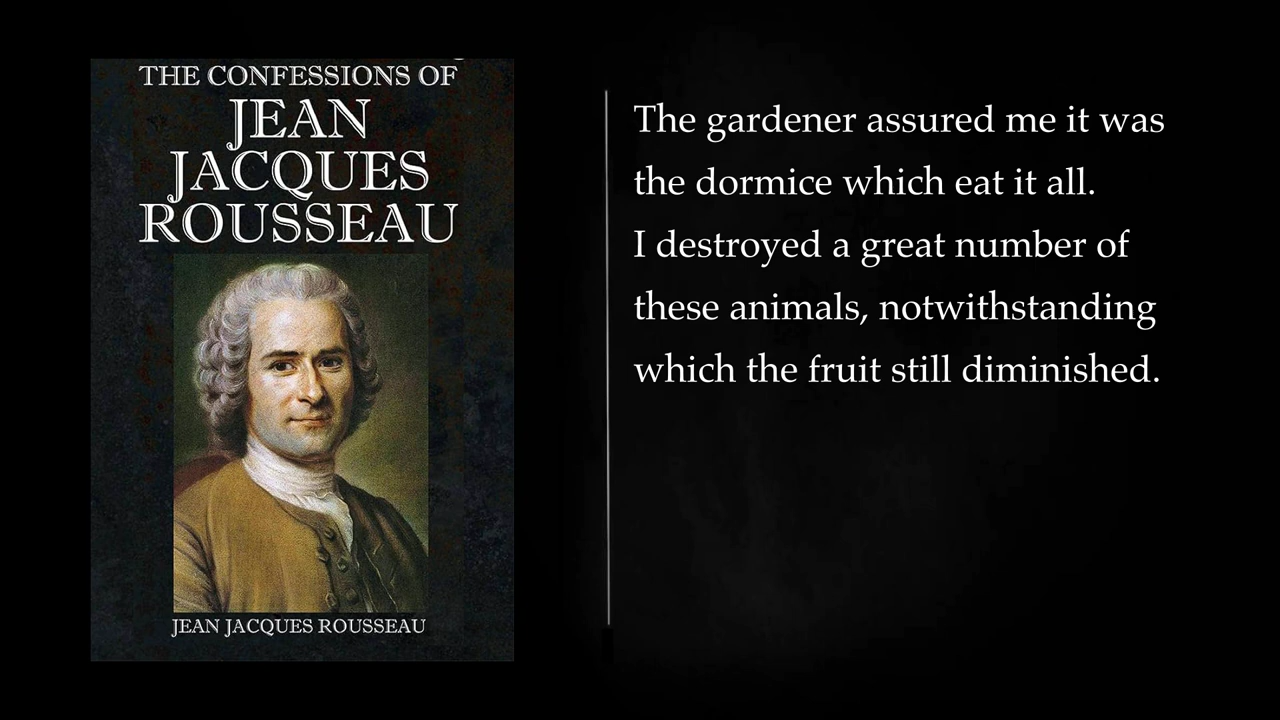 THE CONFESSIONS OF
JEAN
JACQUES
ROUSSEAU
JEAN JACQUES ROUSSEAU
The gardener assured me it was
the dormice which eat it all.
I destroyed a great number of
these animals, notwithstanding
which the fruit still diminished.